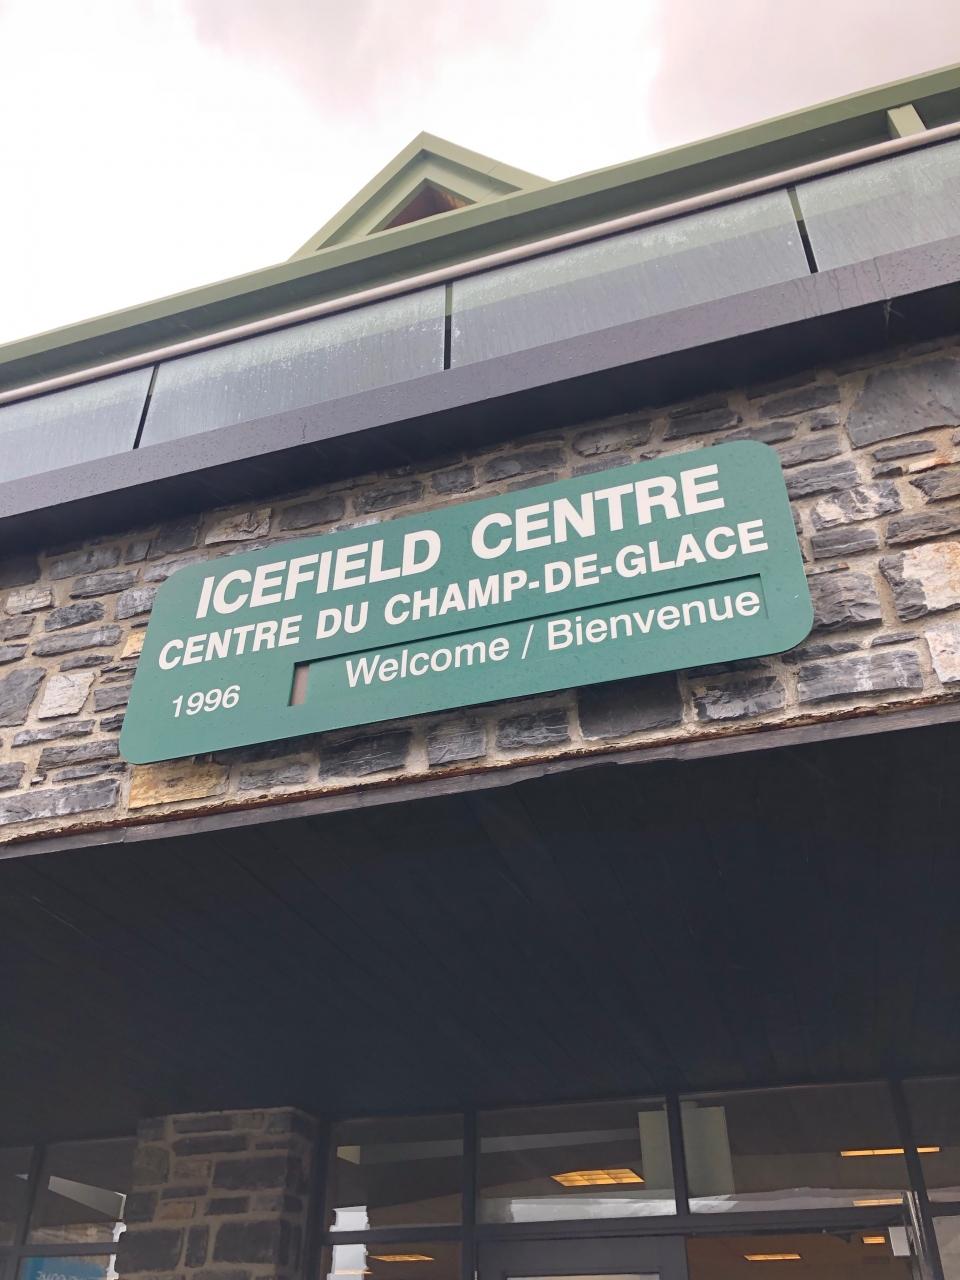 ICEFIELD CENTRE
CENTRE DU CHAMP-DE-GLACE
Welcome / Bienvenue
1996